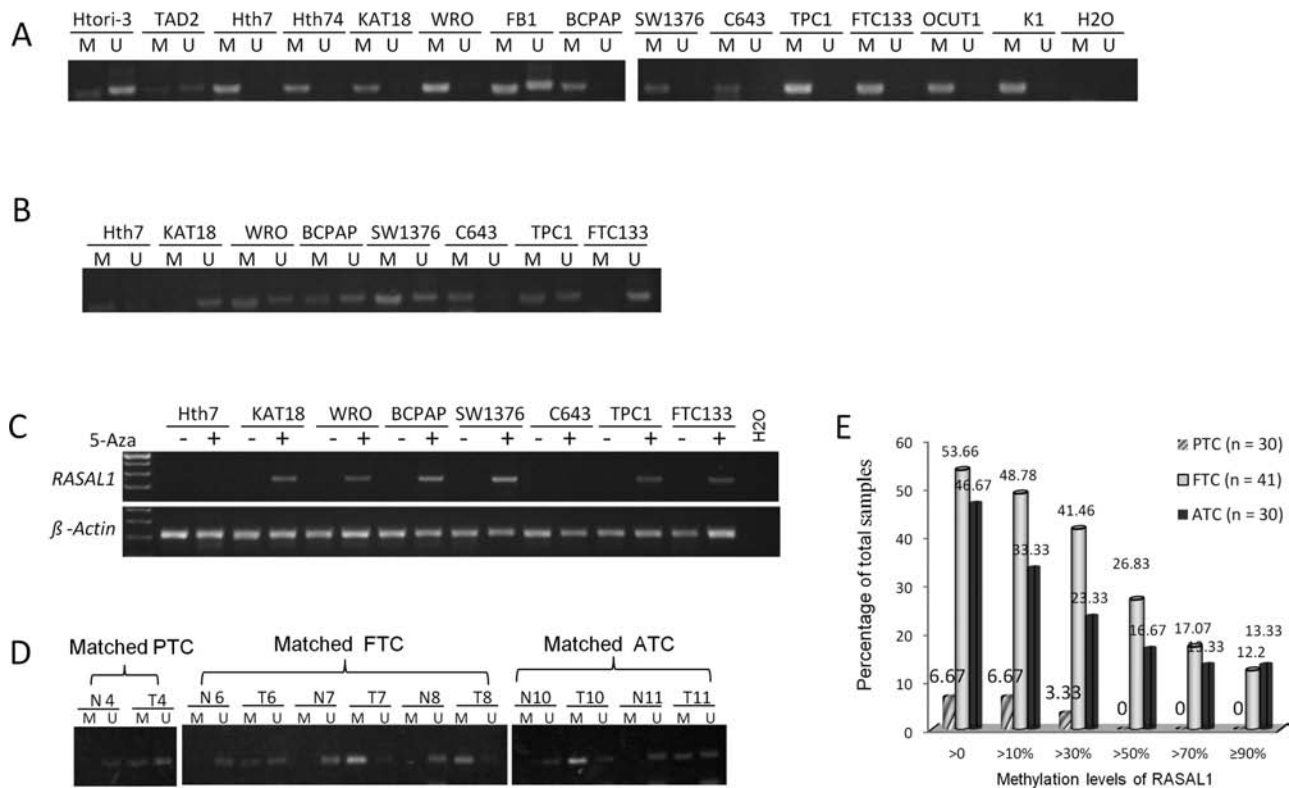 A
Htori-3 TAD2 Hth7 Hth74 KAT18 WRO FB1 BCPAP SW1376 C643 TPC1 FTC133 OCUT1 K1 H2O
M U M U M U M U M U M U M U M U M U M U M U M U M U M U M U
B
Hth7 KAT18 WRO BCPAP SW1376 C643 TPC1 FTC133
M U M U M U M U M U M U M U M U
C
Hth7 KAT18 WRO BCPAP SW1376 C643 TPC1 FTC133 H2O
5-Aza - + - + - + - + - + - + - + - +
RASAL1
ß-Actin
D
Matched PTC Matched FTC Matched ATC
N4 T4 N6 T6 N7 T7 N8 T8 N10 T10 N11 T11
M U M U M U M U M U M U M U M U M U M U M U M U
E
PTC (n = 30)
FTC (n = 41)
ATC (n = 30)
Percentage of total samples
60
50
40
30
20
10
0
6.67 53.66 46.67
6.67 48.78 33.33
3.33 41.46 23.33
0 26.83 16.67
0 17.07 13.33
0 12.2 13.33
>0 >10% >30% >50% >70% ≥90%
Methylation levels of RASAL1